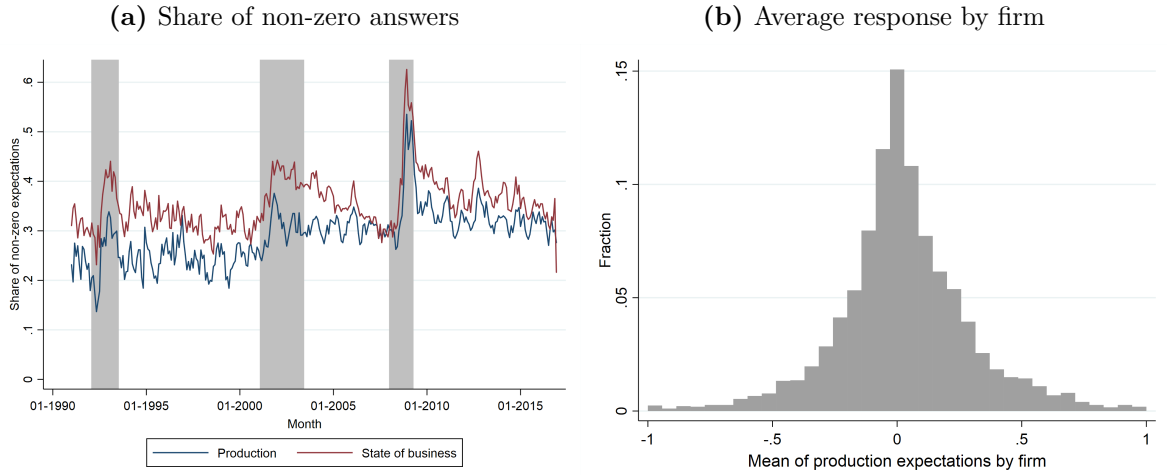 (a) Share of non-zero answers
Share of non-zero expectations
.6
.5
.4
.3
.2
.1
0
01-1990 01-1995 01-2000 01-2005 01-2010 01-2015
Month
Production State of business
(b) Average response by firm
Fraction
.15
.1
.05
0
-1 -.5 0 .5 1
Mean of production expectations by firm